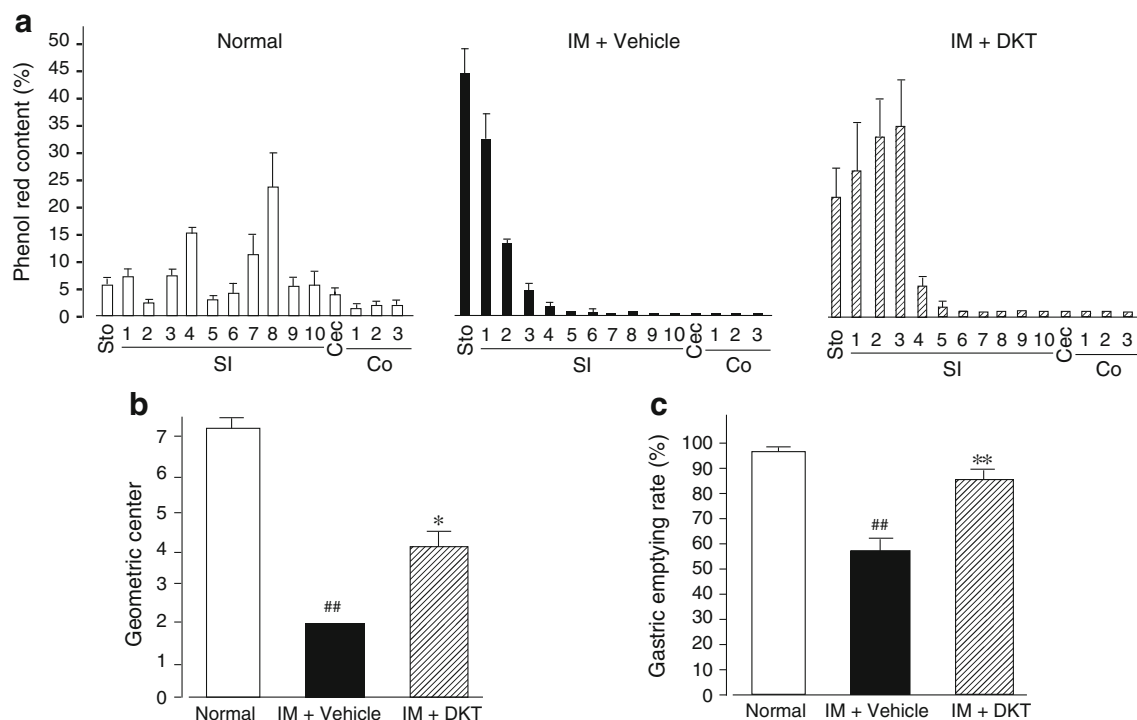 a
Normal
IM + Vehicle
IM + DKT
Phenol red content (%)
50
45
40
35
30
25
20
15
10
5
0
Sto 1 2 3 4 5 6 7 8 9 10 Cec 1 2 3
SI Co
Sto 1 2 3 4 5 6 7 8 9 10 Cec 1 2 3
SI Co
Sto 1 2 3 4 5 6 7 8 9 10 Cec 1 2 3
SI Co
b
Geometric center
7
6
5
4
3
2
1
0
##
*
Normal IM + Vehicle IM + DKT
c
Gastric emptying rate (%)
100
90
80
70
60
50
40
30
20
10
0
##
**
Normal IM + Vehicle IM + DKT